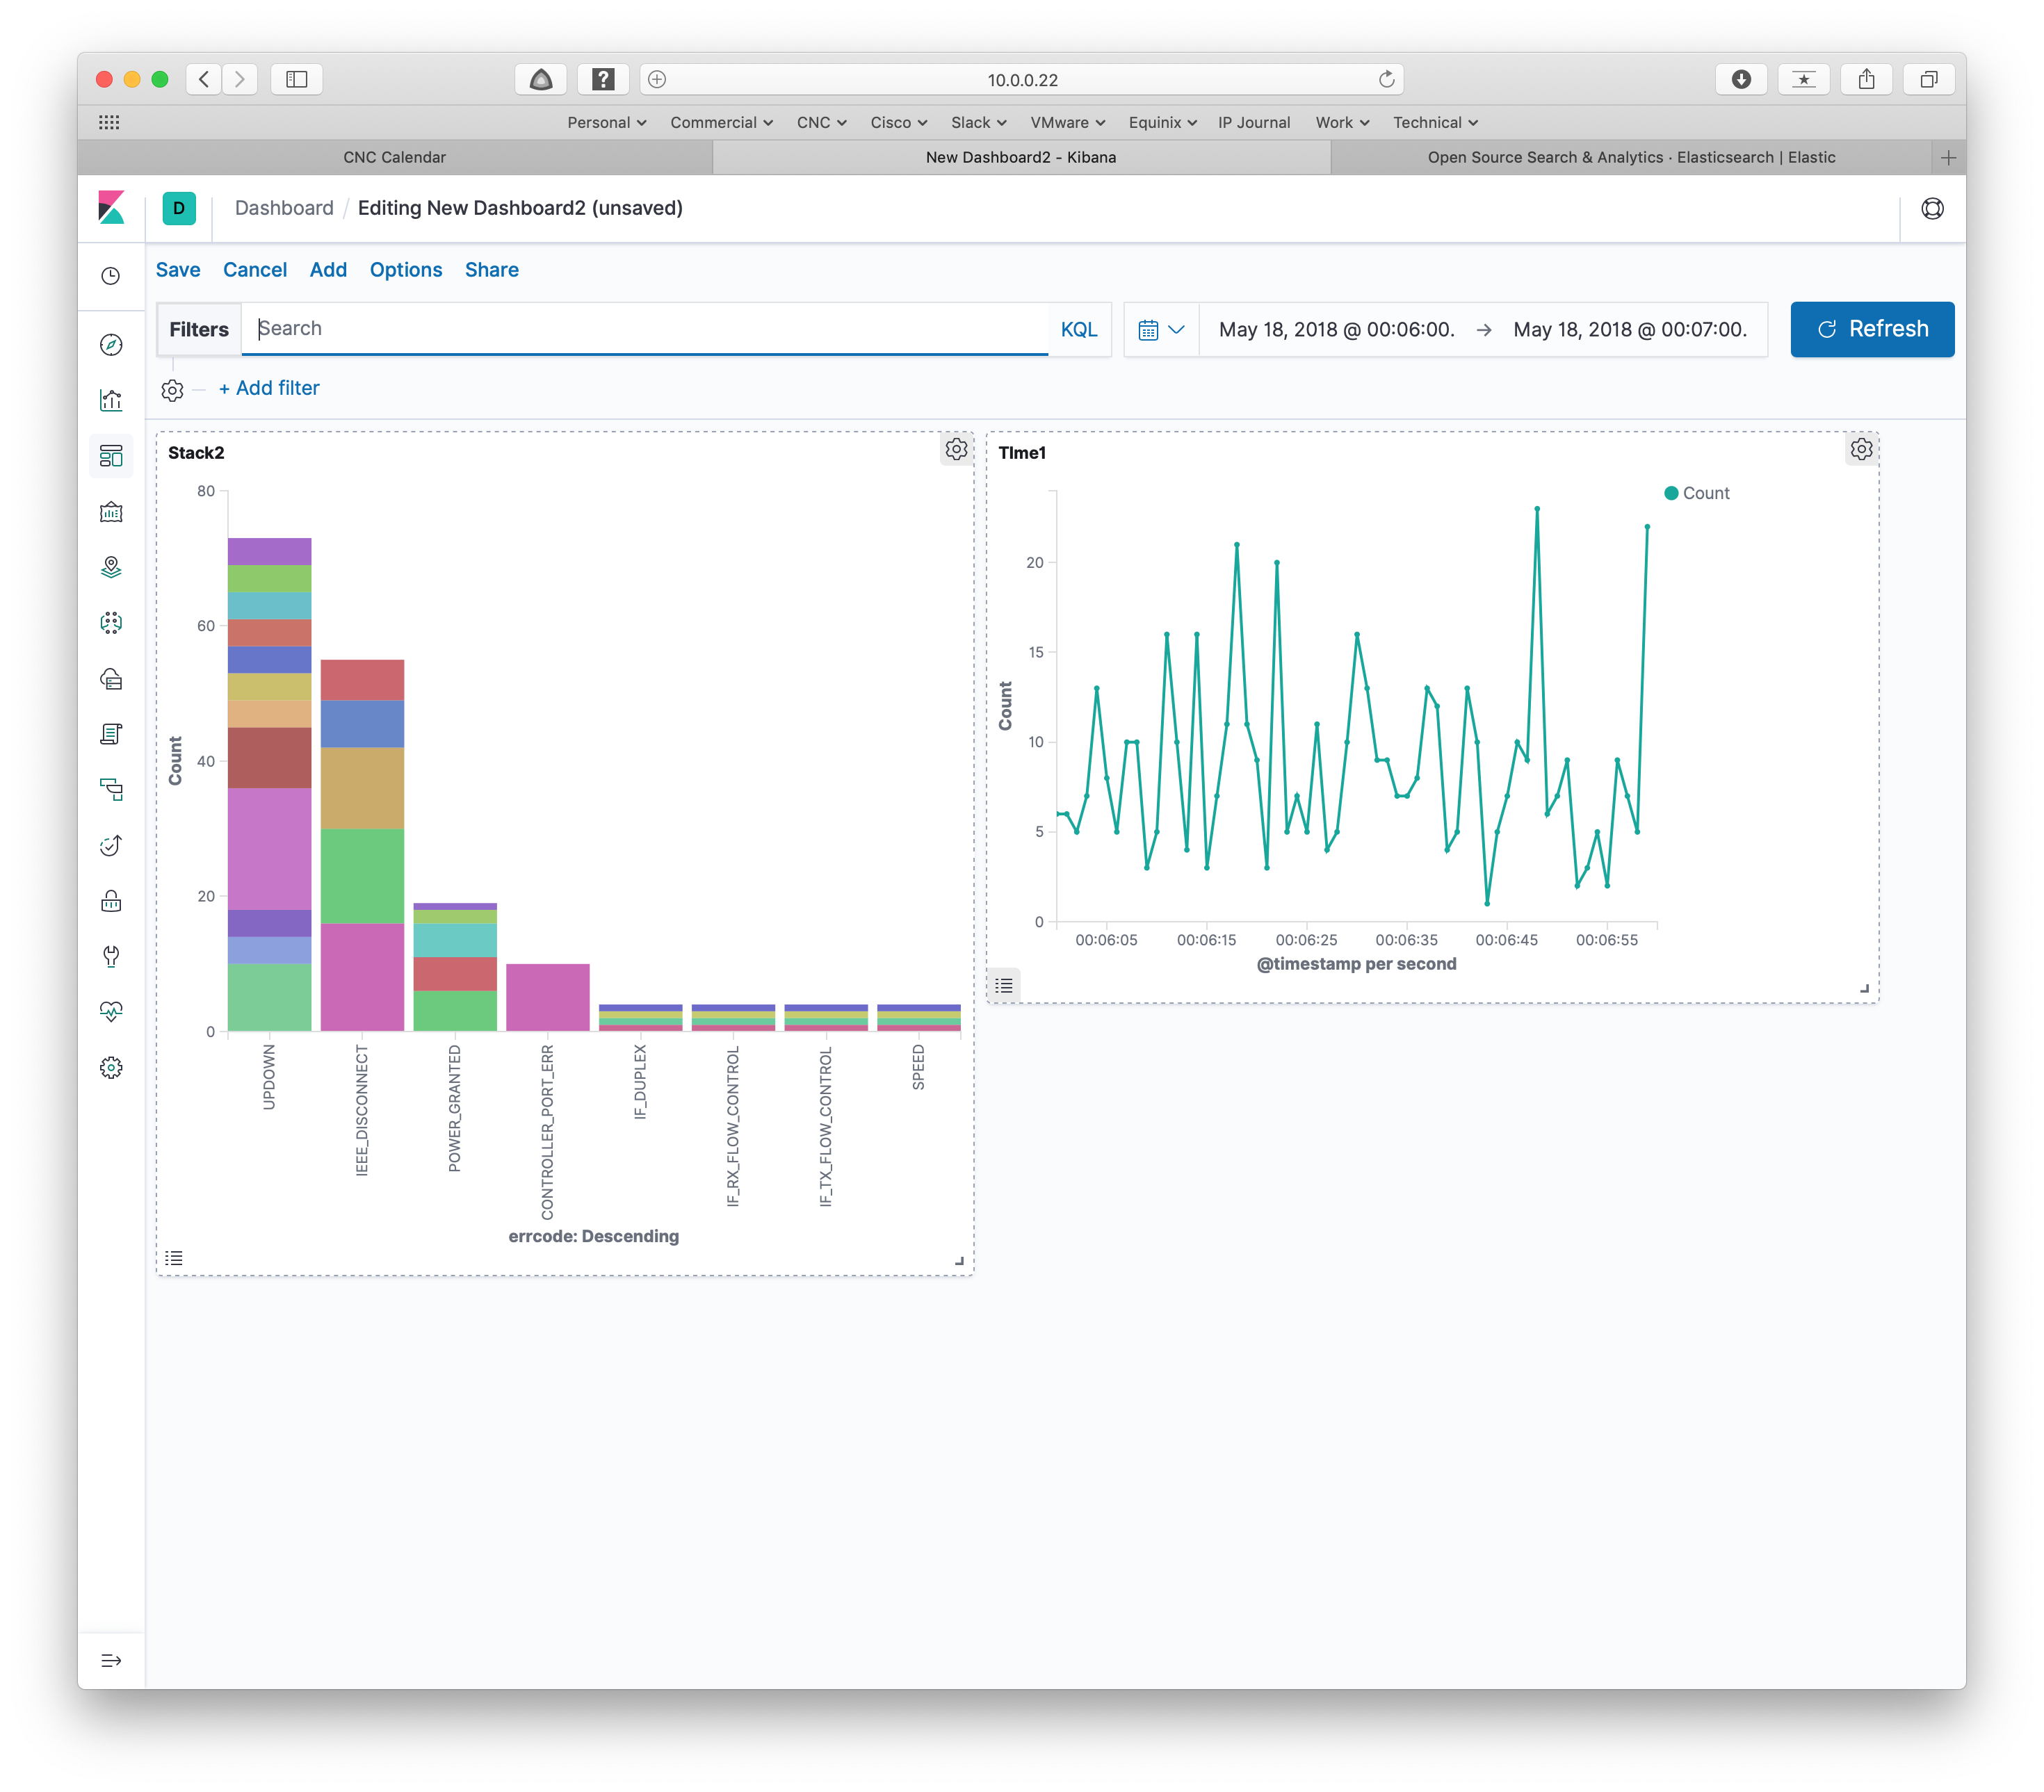 10.0.0.22
Personal Commercial CNC Cisco Slack VMware Equinix IP Journal Work Technical
CNC Calendar
New Dashboard2 - Kibana
Open Source Search & Analytics · Elasticsearch | Elastic
D
Dashboard / Editing New Dashboard2 (unsaved)
Save Cancel Add Options Share
Filters Search KQL May 18, 2018 @ 00:06:00. → May 18, 2018 @ 00:07:00. Refresh
+ Add filter
Stack2
80
60
40
20
0
Count
UPDOWN
IEEE_DISCONNECT
POWER_GRANTED
CONTROLLER_PORT_ERR
IF_DUPLEX
IF_RX_FLOW_CONTROL
IF_TX_FLOW_CONTROL
SPEED
errcode: Descending
TIme1
Count
20
15
10
5
0
Count
00:06:05 00:06:15 00:06:25 00:06:35 00:06:45 00:06:55
@timestamp per second